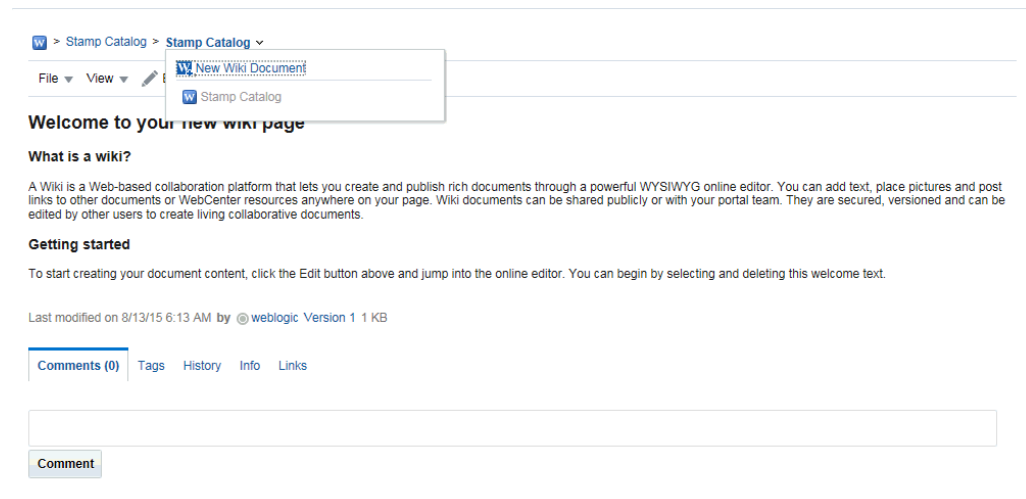 > Stamp Catalog > Stamp Catalog
New Wiki Document
File View
Stamp Catalog
Welcome to your new wiki page
What is a wiki?
A Wiki is a Web-based collaboration platform that lets you create and publish rich documents through a powerful WYSIWYG online editor. You can add text, place pictures and post
links to other documents or WebCenter resources anywhere on your page. Wiki documents can be shared publicly or with your portal team. They are secured, versioned and can be
edited by other users to create living collaborative documents.
Getting started
To start creating your document content, click the Edit button above and jump into the online editor. You can begin by selecting and deleting this welcome text.
Last modified on 8/13/15 6:13 AM by weblogic Version 1 1 KB
Comments (0) Tags History Info Links
Comment